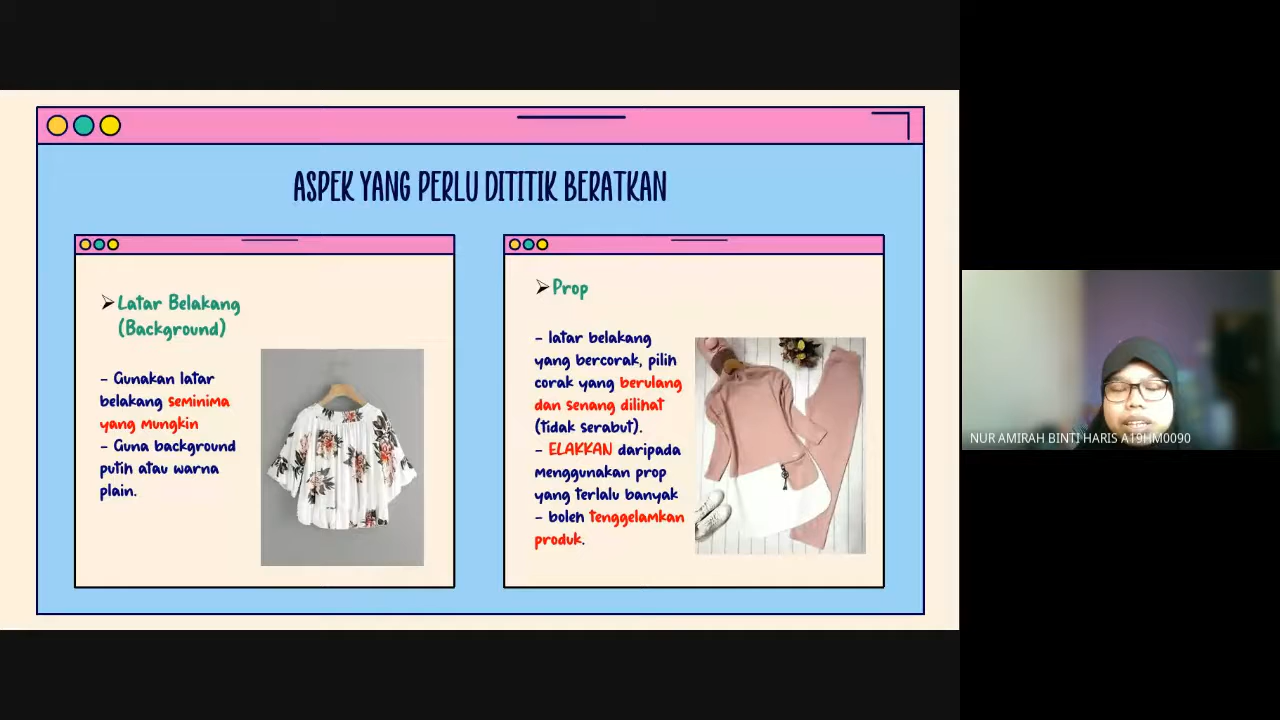 ASPEK YANG PERLU DITITIK BERATKAN
➢Latar Belakang
(Background)
- Gunakan latar
belakang seminima
yang mungkin
- Guna background
putih atau warna
plain.
➢Prop
- latar belakang
yang bercorak, pilih
corak yang berulang
dan senang dilihat
(tidak serabut).
- ELAKKAN daripada
menggunakan prop
yang terlalu banyak
- boleh tenggelamkan
produk.
NUR AMIRAH BINTI HARIS A19HM0090